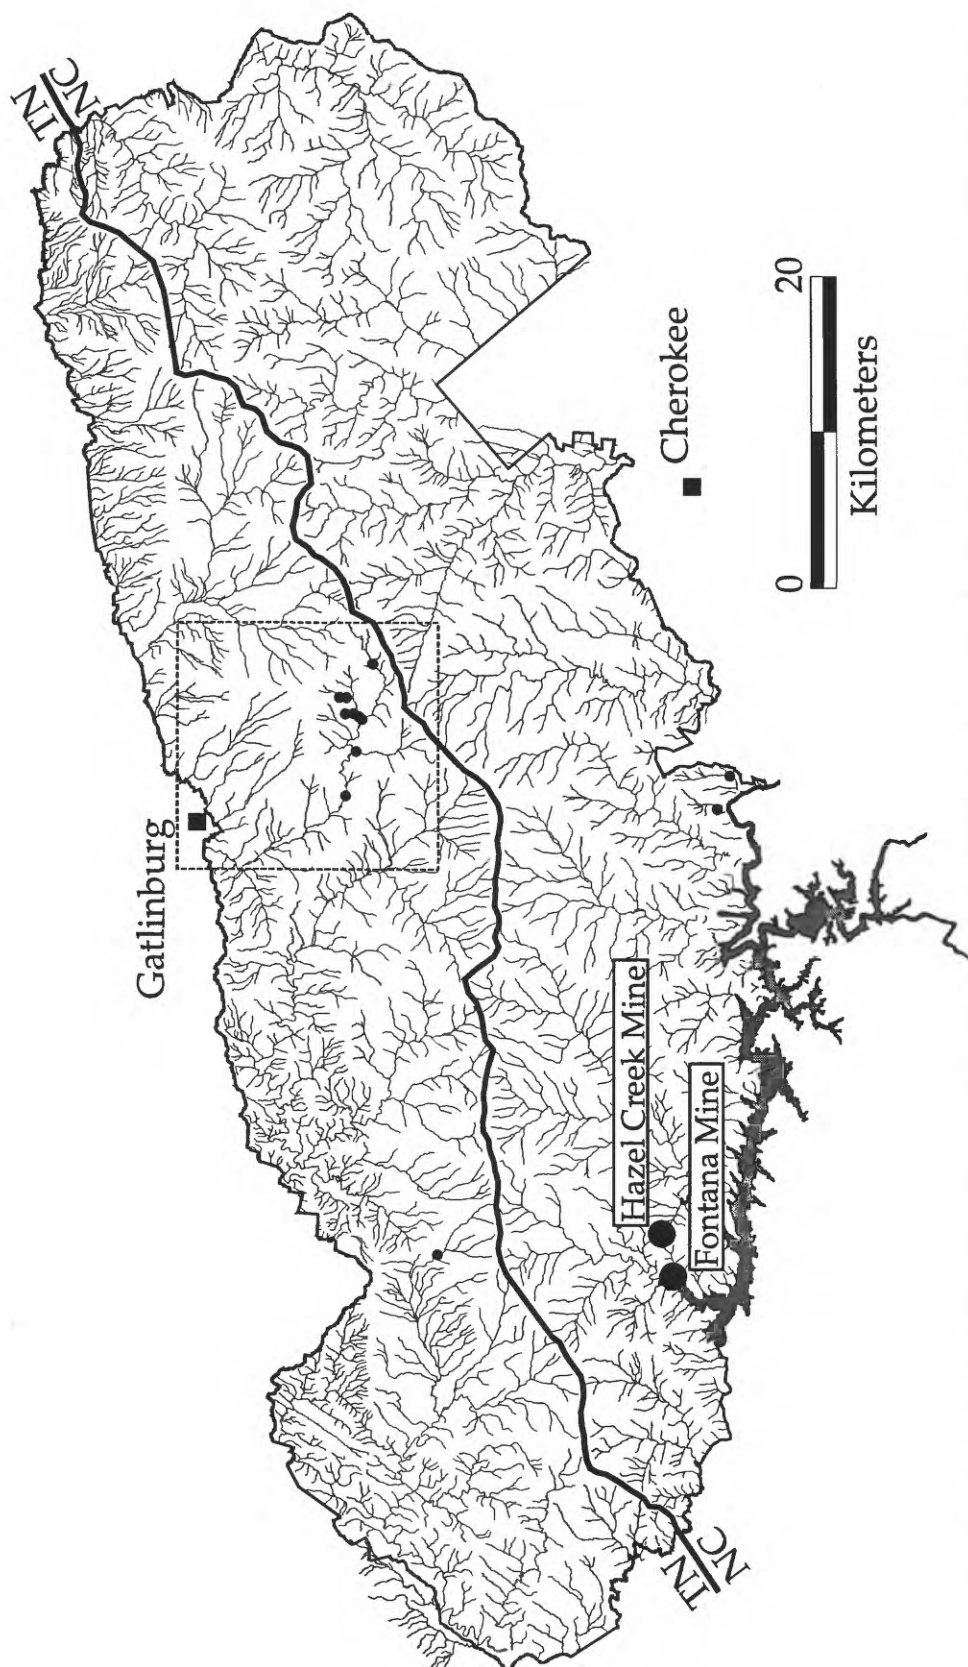 TN
NC
Gatlinburg
Cherokee
0
20
Kilometers
Hazel Creek Mine
Fontana Mine
TN
NC